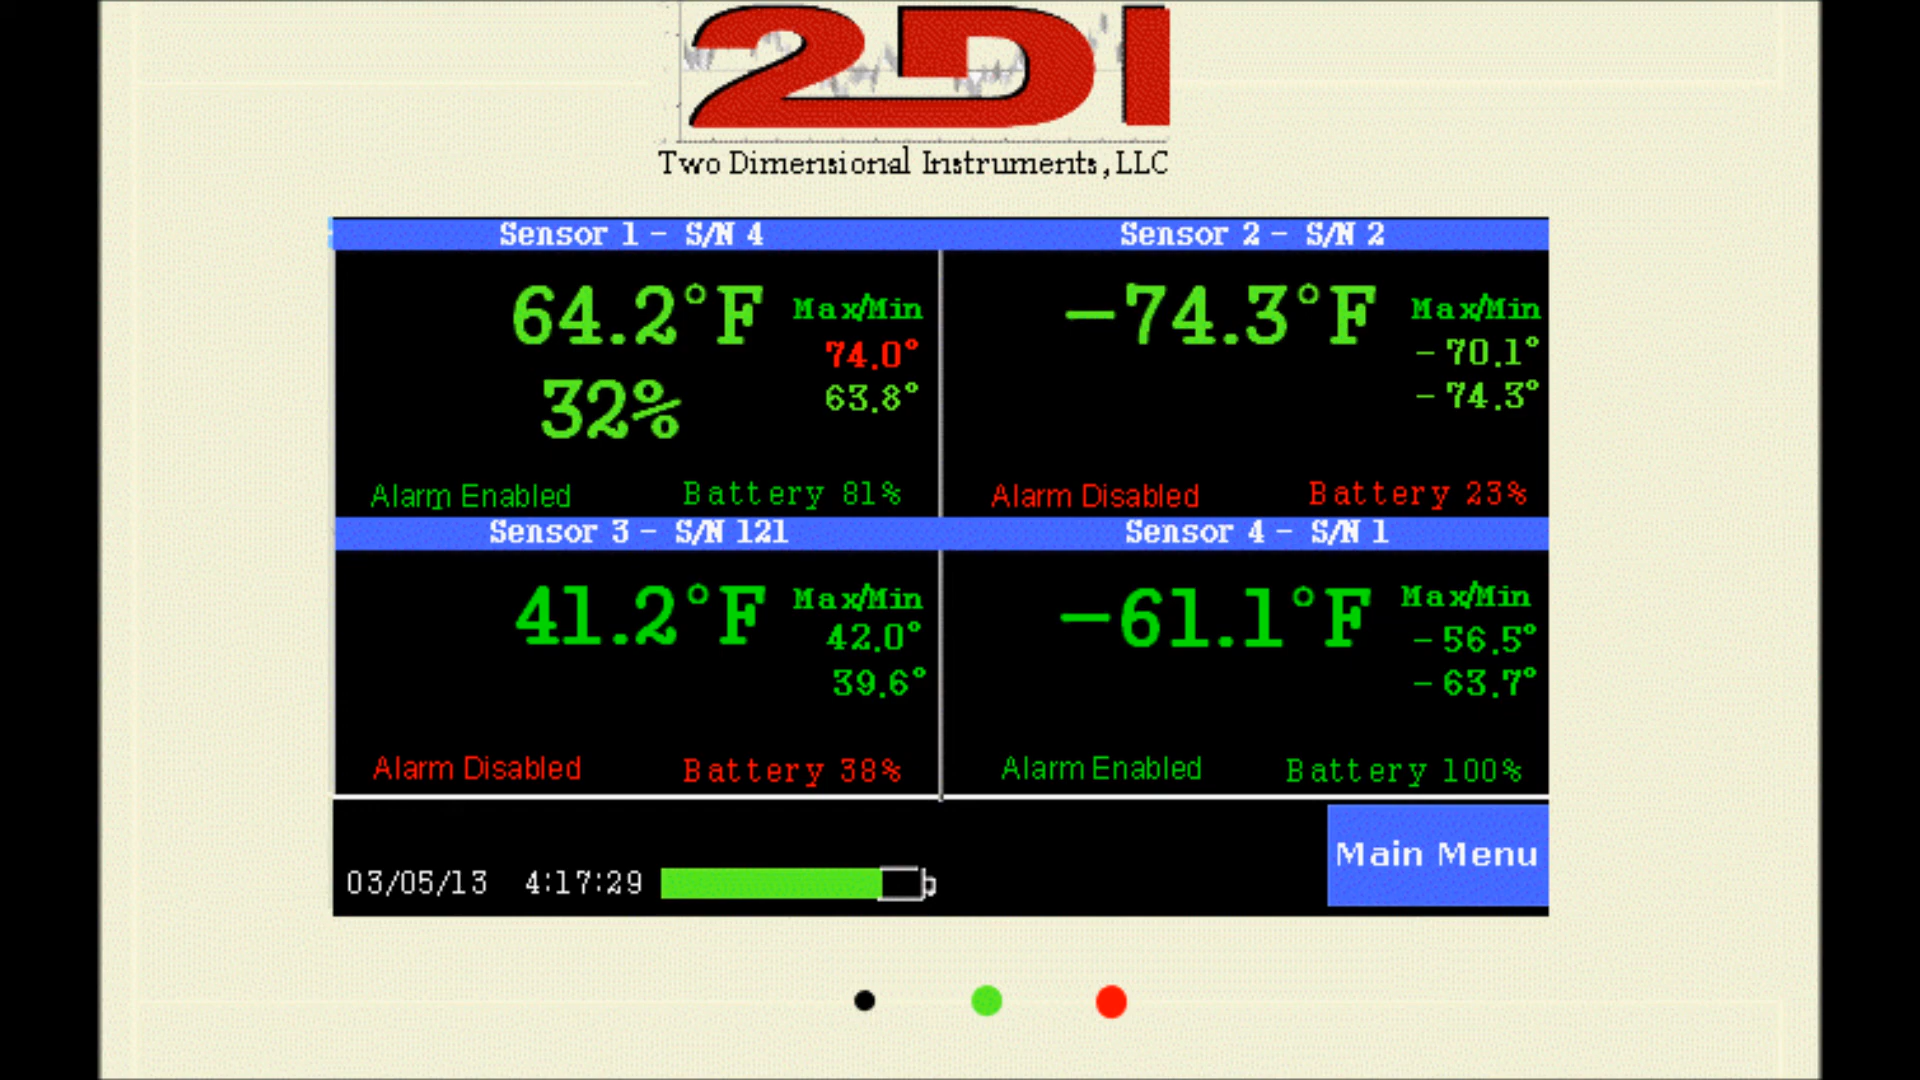 2DI
Two Dimensional Instruments, LLC
Sensor 1 - S/N 4
64.2°F
Max/Min
74.0°
63.8°
32%
Alarm Enabled
Battery 81%
Sensor 2 - S/N 2
-74.3°F
Max/Min
-70.1°
-74.3°
Alarm Disabled
Battery 23%
Sensor 3 - S/N 121
41.2°F
Max/Min
42.0°
39.6°
Alarm Disabled
Battery 38%
Sensor 4 - S/N 1
-61.1°F
Max/Min
-56.5°
-63.7°
Alarm Enabled
Battery 100%
03/05/13 4:17:29
Main Menu